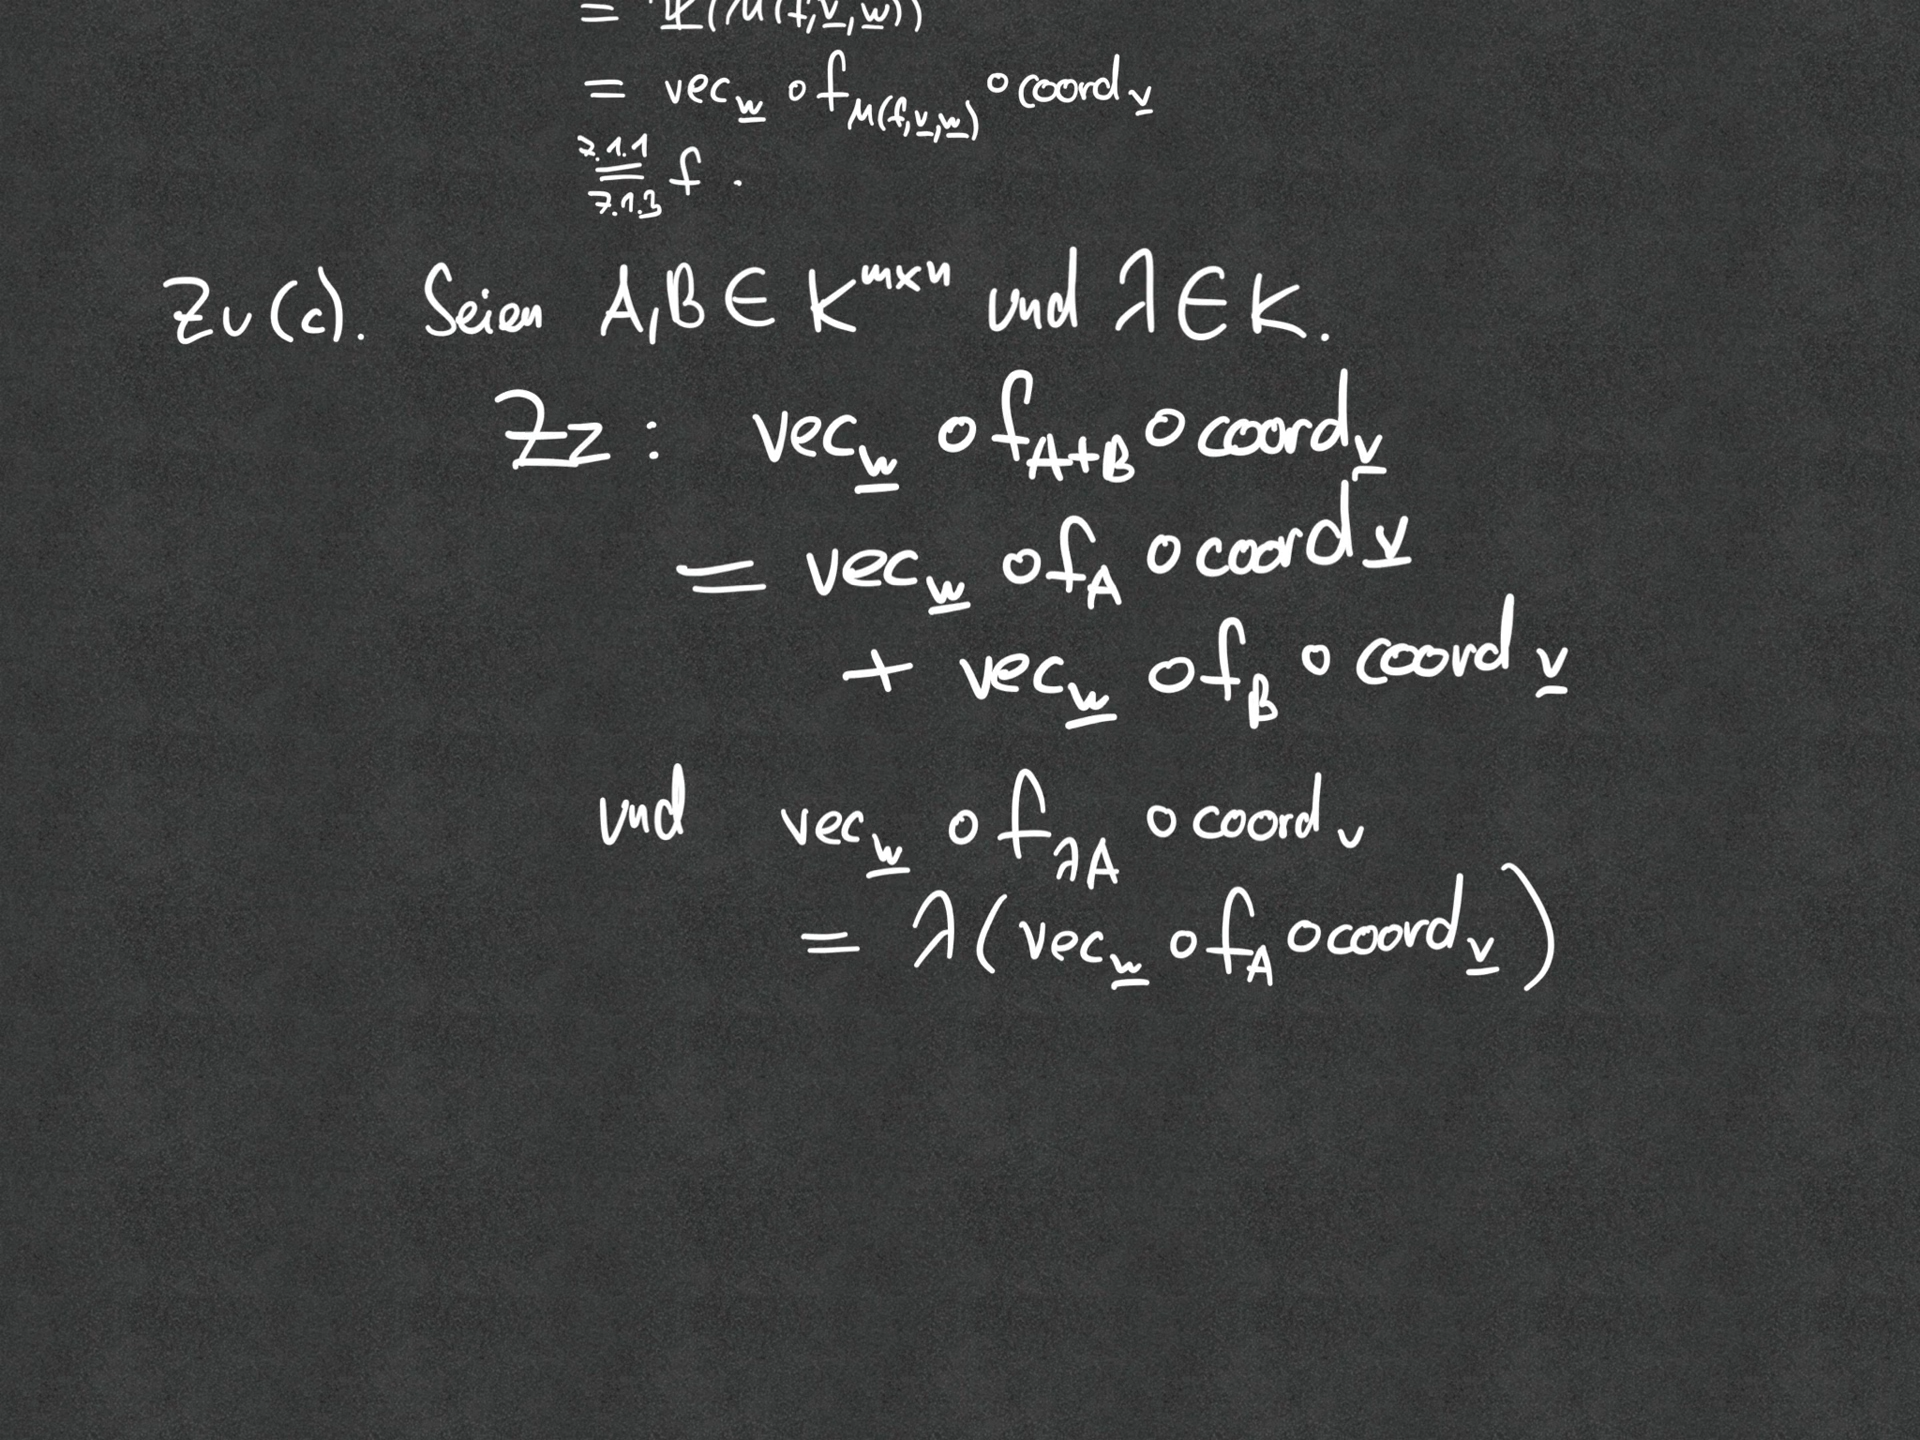 = Ψ(M(f,v,w))
= vec_w ∘ f_M(f,v,w) ∘ coord_v
7.1.1
= f .
7.1.3
Zu (c). Seien A,B ∈ K^{m×n} und λ ∈ K.
Zz : vec_w ∘ f_{A+B} ∘ coord_v
= vec_w ∘ f_A ∘ coord_v
+ vec_w ∘ f_B ∘ coord_v
und vec_w ∘ f_{λA} ∘ coord_v
= λ(vec_w ∘ f_A ∘ coord_v)